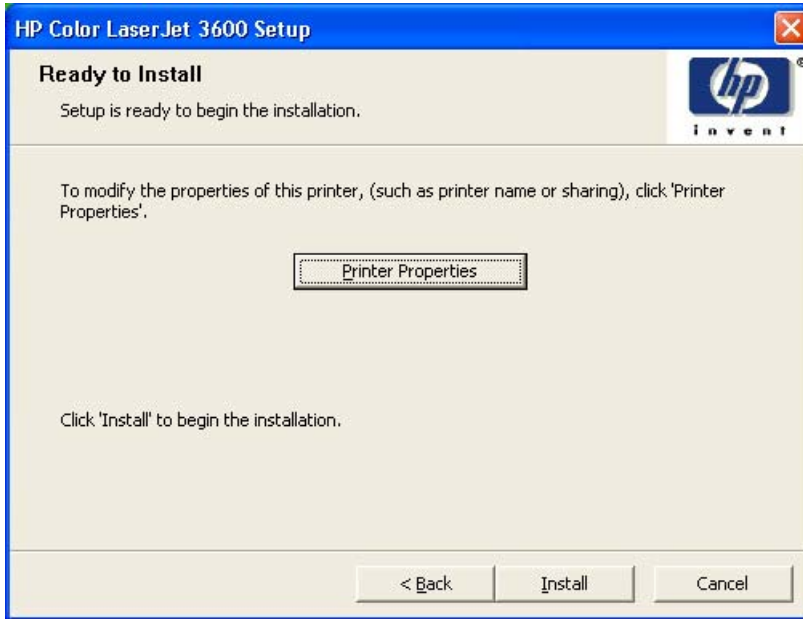 HP Color LaserJet 3600 Setup
Ready to Install
Setup is ready to begin the installation.
hp
®
invent
To modify the properties of this printer, (such as printer name or sharing), click 'Printer
Properties'.
Printer Properties
Click 'Install' to begin the installation.
< Back
Install
Cancel